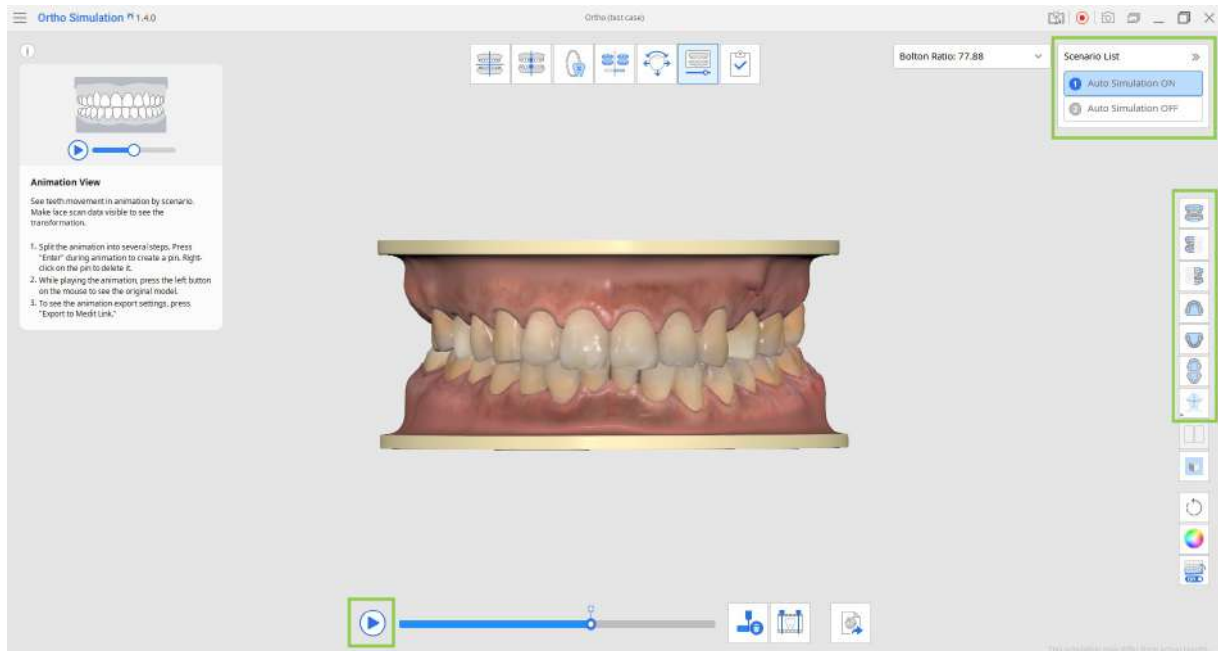 Ortho Simulation 1.4.0
Ortho (test case)
Bolton Ratio: 77.88
Scenario List
1 Auto Simulation ON
2 Auto Simulation OFF
Animation View
See teeth movement in animation by scenario.
Make face scan data visible to see the
transformation.
1. Split the animation into several steps. Press
"Enter" during animation to create a pin. Right-
click on the pin to delete it.
2. While playing the animation, press the left button
on the mouse to see the original model.
3. To see the animation export settings, press
"Export to Medit Link."